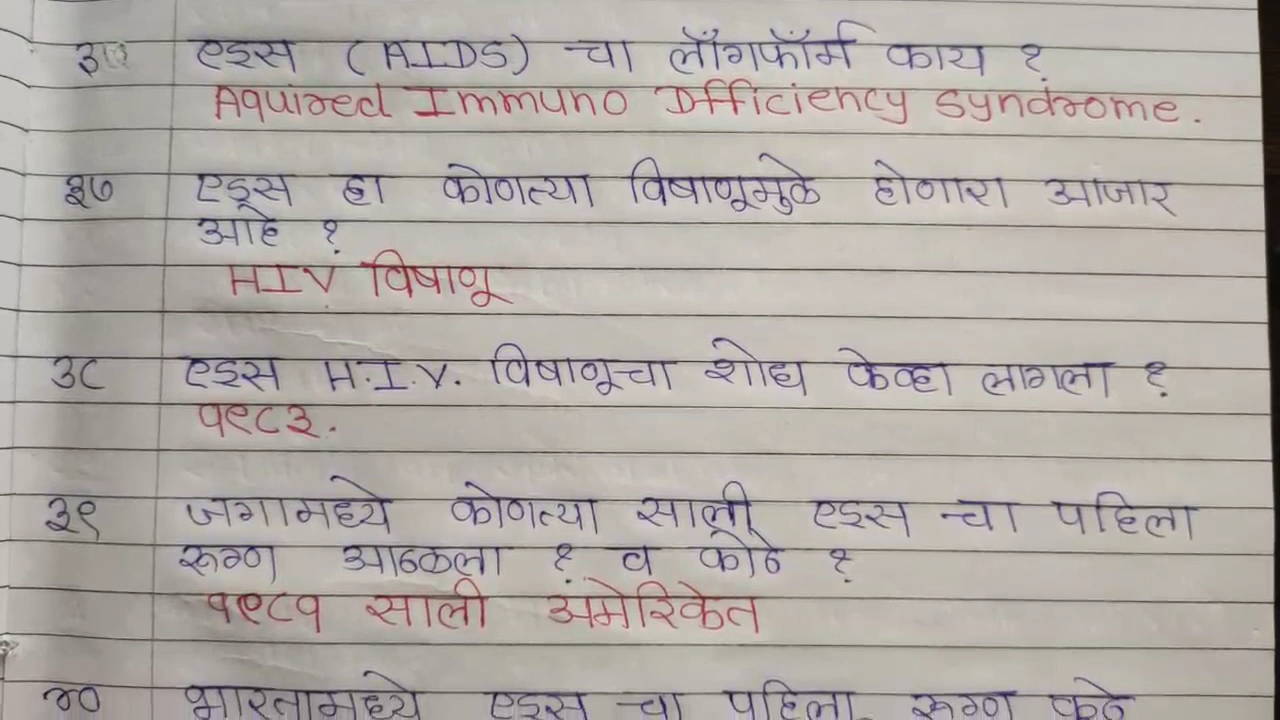 एड्स (AIDS) चा लॉंगफॉर्म काय ?
Aquired Immuno Dfficiency syndrome.
३७ एड्स हा कोणत्या विषाणूमुळे होणारा आजार
आहे ?
HIV विषाणू
३८ एड्स H.I.V. विषाणूचा शोध केव्हा लागला ?
१९८३.
३९ जगामध्ये कोणत्या साली एड्स चा पहिला
रूग्ण आढळला ? व कोठे ?
१९८१ साली अमेरिकेत
४० भारतामध्ये एड्स चा पहिला रूग्ण